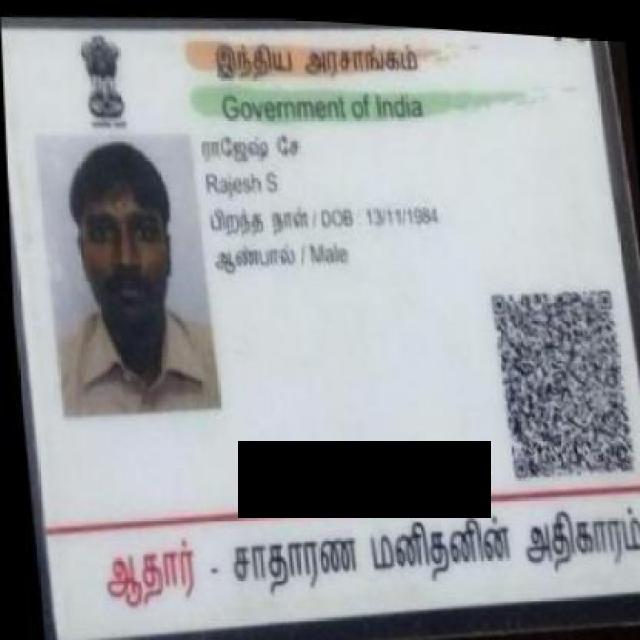 இந்திய அரசாங்கம்
Government of India
ராஜேஷ் சே
Rajesh S
பிறந்த நாள் / DOB : 13/11/1984
ஆண்பால் / Male
ஆதார் - சாதாரண மனிதனின் அதிகாரம்